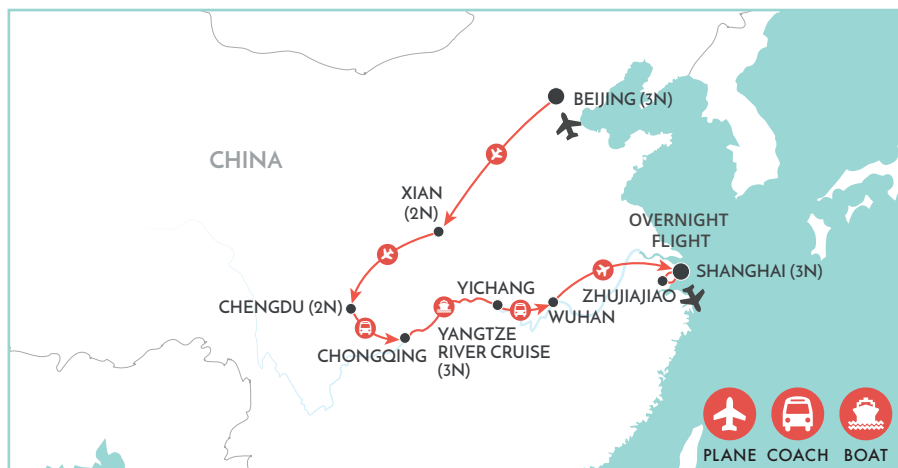 BEIJING (3N)
CHINA
XIAN
(2N)
OVERNIGHT
FLIGHT
SHANGHAI (3N)
YICHANG
ZHUJIAJIAO
CHENGDU (2N)
WUHAN
CHONGQING
YANGTZE
RIVER CRUISE
(3N)
PLANE COACH BOAT